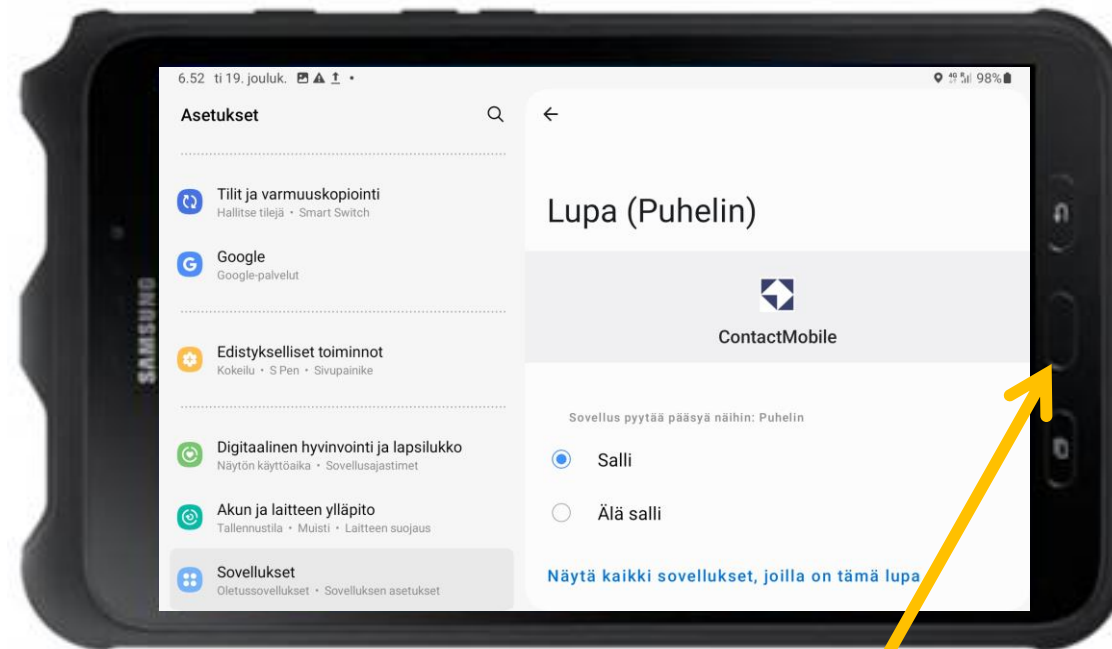 6.52 ti 19. jouluk.
98%
Asetukset
Tilit ja varmuuskopiointi
Hallitse tilejä • Smart Switch
Google
Google-palvelut
Edistykselliset toiminnot
Kokeilu • S Pen • Sivupainike
Digitaalinen hyvinvointi ja lapsilukko
Näytön käyttöaika • Sovellusajastimet
Akun ja laitteen ylläpito
Tallennustila • Muisti • Laitteen suojaus
Sovellukset
Oletussovellukset • Sovelluksen asetukset
Lupa (Puhelin)
ContactMobile
Sovellus pyytää pääsyä näihin: Puhelin
Salli
Älä salli
Näytä kaikki sovellukset, joilla on tämä lupa
SAMSUNG